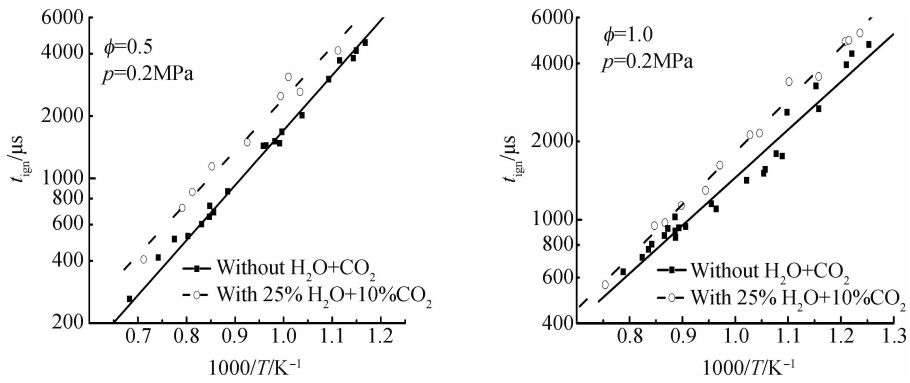 6000
4000
2000
1000
800
600
400
200
t_ign/μs
ϕ=0.5
p=0.2MPa
Without H₂O+CO₂
With 25% H₂O+10%CO₂
0.7 0.8 0.9 1.0 1.1 1.2
1000/T/K⁻¹
6000
4000
2000
1000
800
600
400
t_ign/μs
ϕ=1.0
p=0.2MPa
Without H₂O+CO₂
With 25% H₂O+10%CO₂
0.8 0.9 1.0 1.1 1.2 1.3
1000/T/K⁻¹